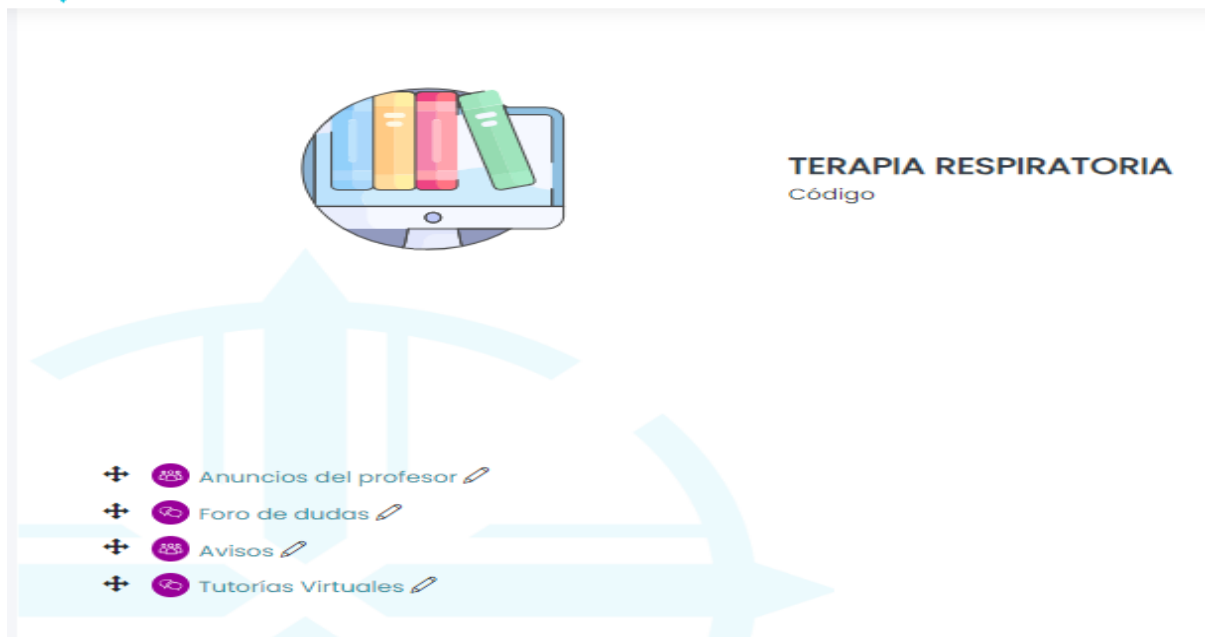 TERAPIA RESPIRATORIA
Código
Anuncios del profesor
Foro de dudas
Avisos
Tutorías Virtuales